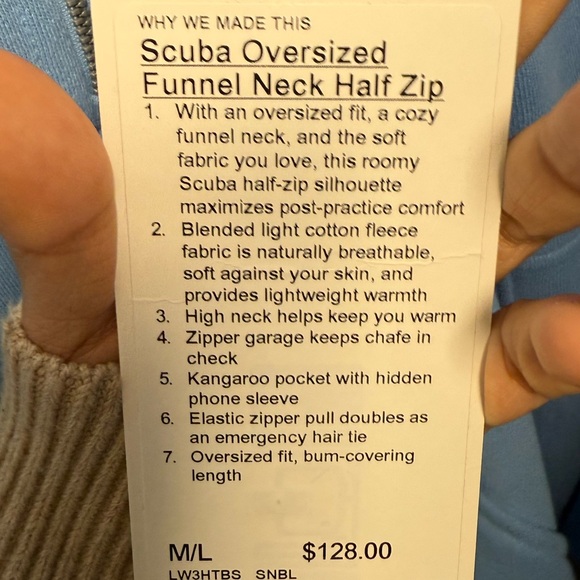 WHY WE MADE THIS
Scuba Oversized
Funnel Neck Half Zip
1. With an oversized fit, a cozy
funnel neck, and the soft
fabric you love, this roomy
Scuba half-zip silhouette
maximizes post-practice comfort
2. Blended light cotton fleece
fabric is naturally breathable,
soft against your skin, and
provides lightweight warmth
3. High neck helps keep you warm
4. Zipper garage keeps chafe in
check
5. Kangaroo pocket with hidden
phone sleeve
6. Elastic zipper pull doubles as
an emergency hair tie
7. Oversized fit, bum-covering
length
M/L $128.00
LW3HTBS SNBL